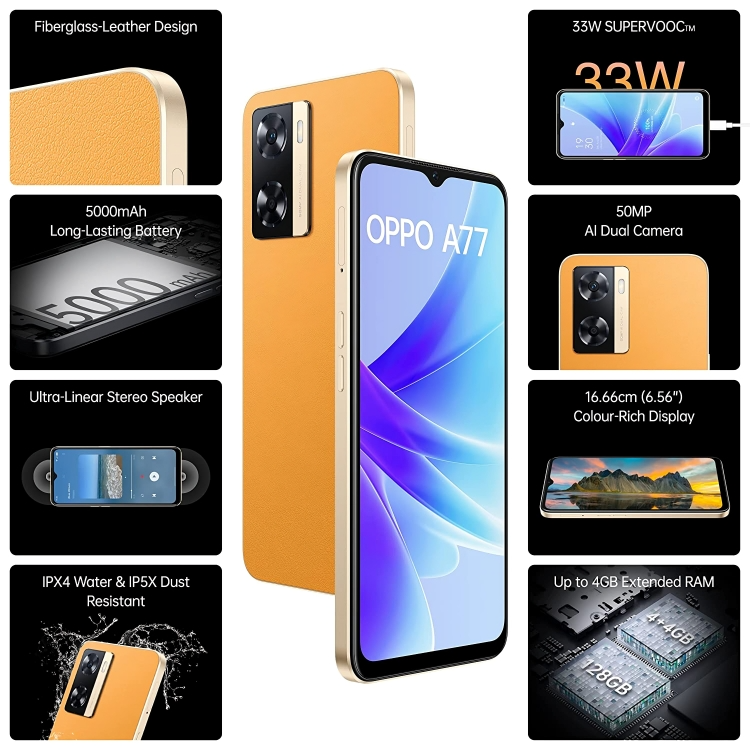 Fiberglass-Leather Design
33W SUPERVOOC™
33W
5000mAh
Long-Lasting Battery
5000 mAh
OPPO A77
50MP
AI Dual Camera
Ultra-Linear Stereo Speaker
16.66cm (6.56")
Colour-Rich Display
IPX4 Water & IP5X Dust
Resistant
Up to 4GB Extended RAM
4+4GB
128GB